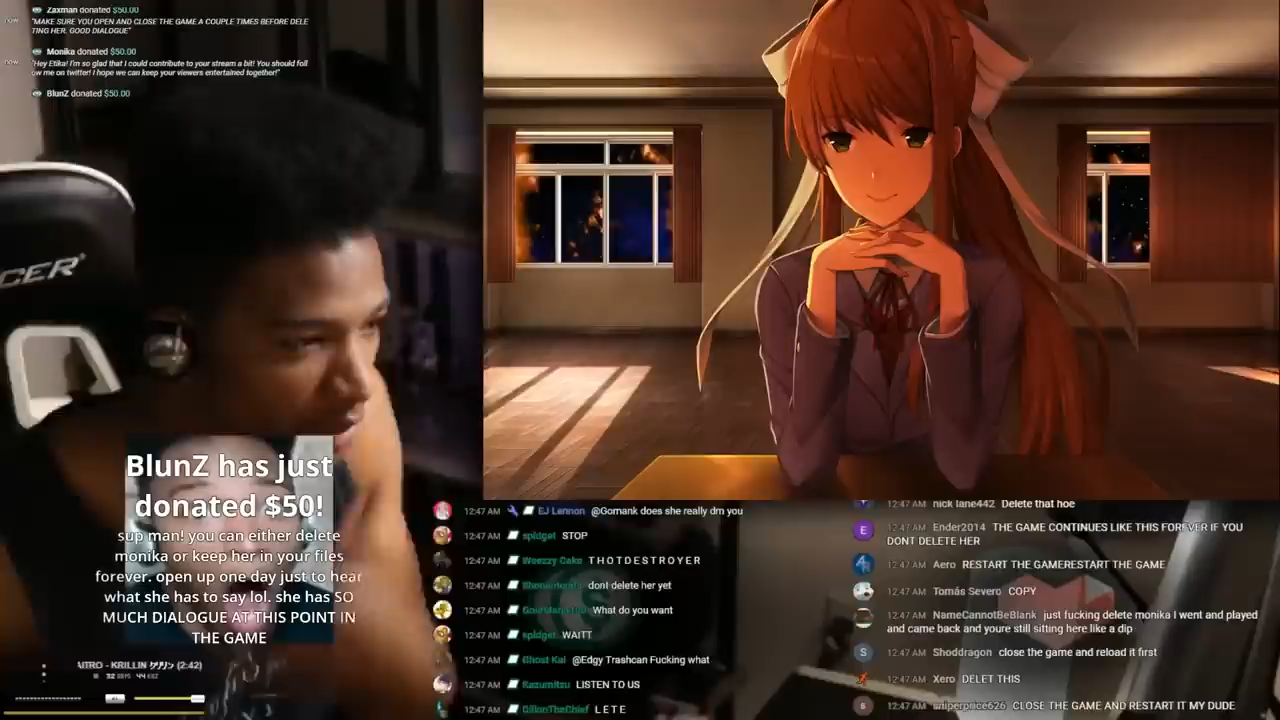 Zaxman donated $50.00
now
"MAKE SURE YOU OPEN AND CLOSE THE GAME A COUPLE TIMES BEFORE DELE
TING HER. GOOD DIALOGUE"
Monika donated $50.00
now
"Hey Etika! I'm so glad that I could contribute to your stream a bit! You should foll
ow me on twitter! I hope we can keep your viewers entertained together!"
BlunZ donated $50.00
CER
BlunZ has just
donated $50!
sup man! you can either delete
monika or keep her in your files
forever. open up one day just to hear
what she has to say lol. she has SO
MUCH DIALOGUE AT THIS POINT IN
THE GAME
NITRO - KRILLIN クリリン (2:42)
12:47 AM EJ Lennon @Gomank does she really dm you
12:47 AM spidget STOP
12:47 AM Weezzy Cake T H O T D E S T R O Y E R
12:47 AM dont delete her yet
12:47 AM What do you want
12:47 AM spidget WAITT
12:47 AM Ghost Kai @Edgy Trashcan Fucking what
12:47 AM Kazumitsu LISTEN TO US
12:47 AM DillonTheChief L E T E
nick lane442 Delete that hoe
12:47 AM Ender2014 THE GAME CONTINUES LIKE THIS FOREVER IF YOU
DONT DELETE HER
12:47 AM Aero RESTART THE GAMERESTART THE GAME
12:47 AM Tomás Severo COPY
12:47 AM NameCannotBeBlank just fucking delete monika I went and played
and came back and youre still sitting here like a dip
12:47 AM Shoddragon close the game and reload it first
12:47 AM Xero DELET THIS
12:47 AM sniperprice626 CLOSE THE GAME AND RESTART IT MY DUDE